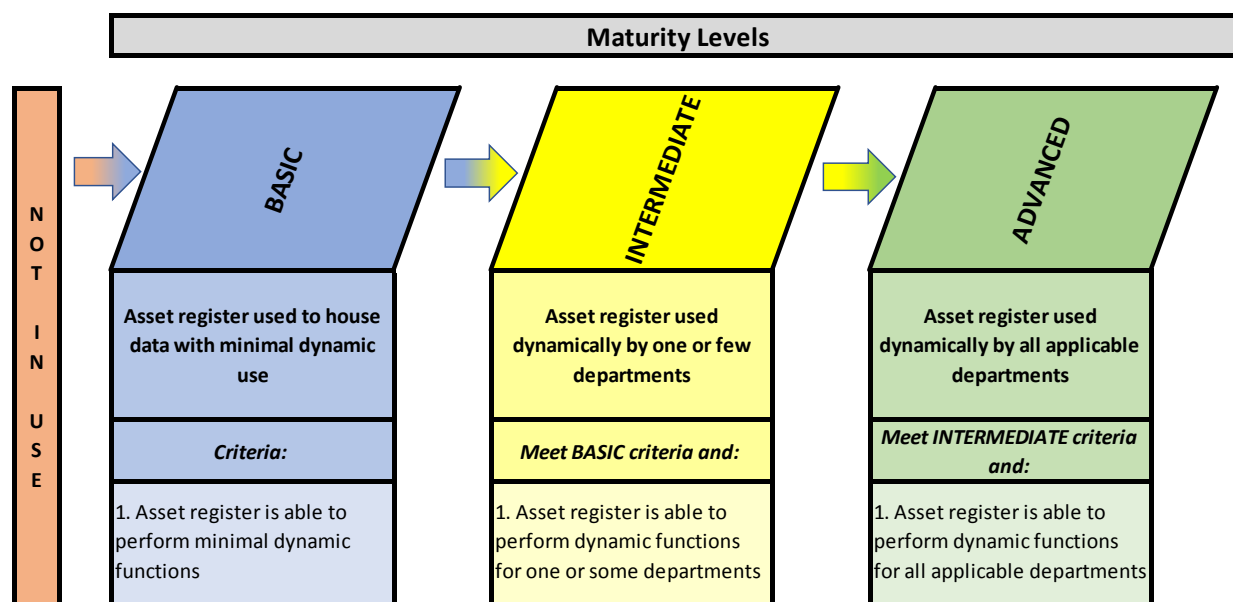 Maturity Levels
NOT IN USE
BASIC
INTERMEDIATE
ADVANCED
Asset register used to house
data with minimal dynamic
use
Asset register used
dynamically by one or few
departments
Asset register used
dynamically by all applicable
departments
Criteria:
Meet BASIC criteria and:
Meet INTERMEDIATE criteria
and:
1. Asset register is able to
perform minimal dynamic
functions
1. Asset register is able to
perform dynamic functions
for one or some departments
1. Asset register is able to
perform dynamic functions
for all applicable departments